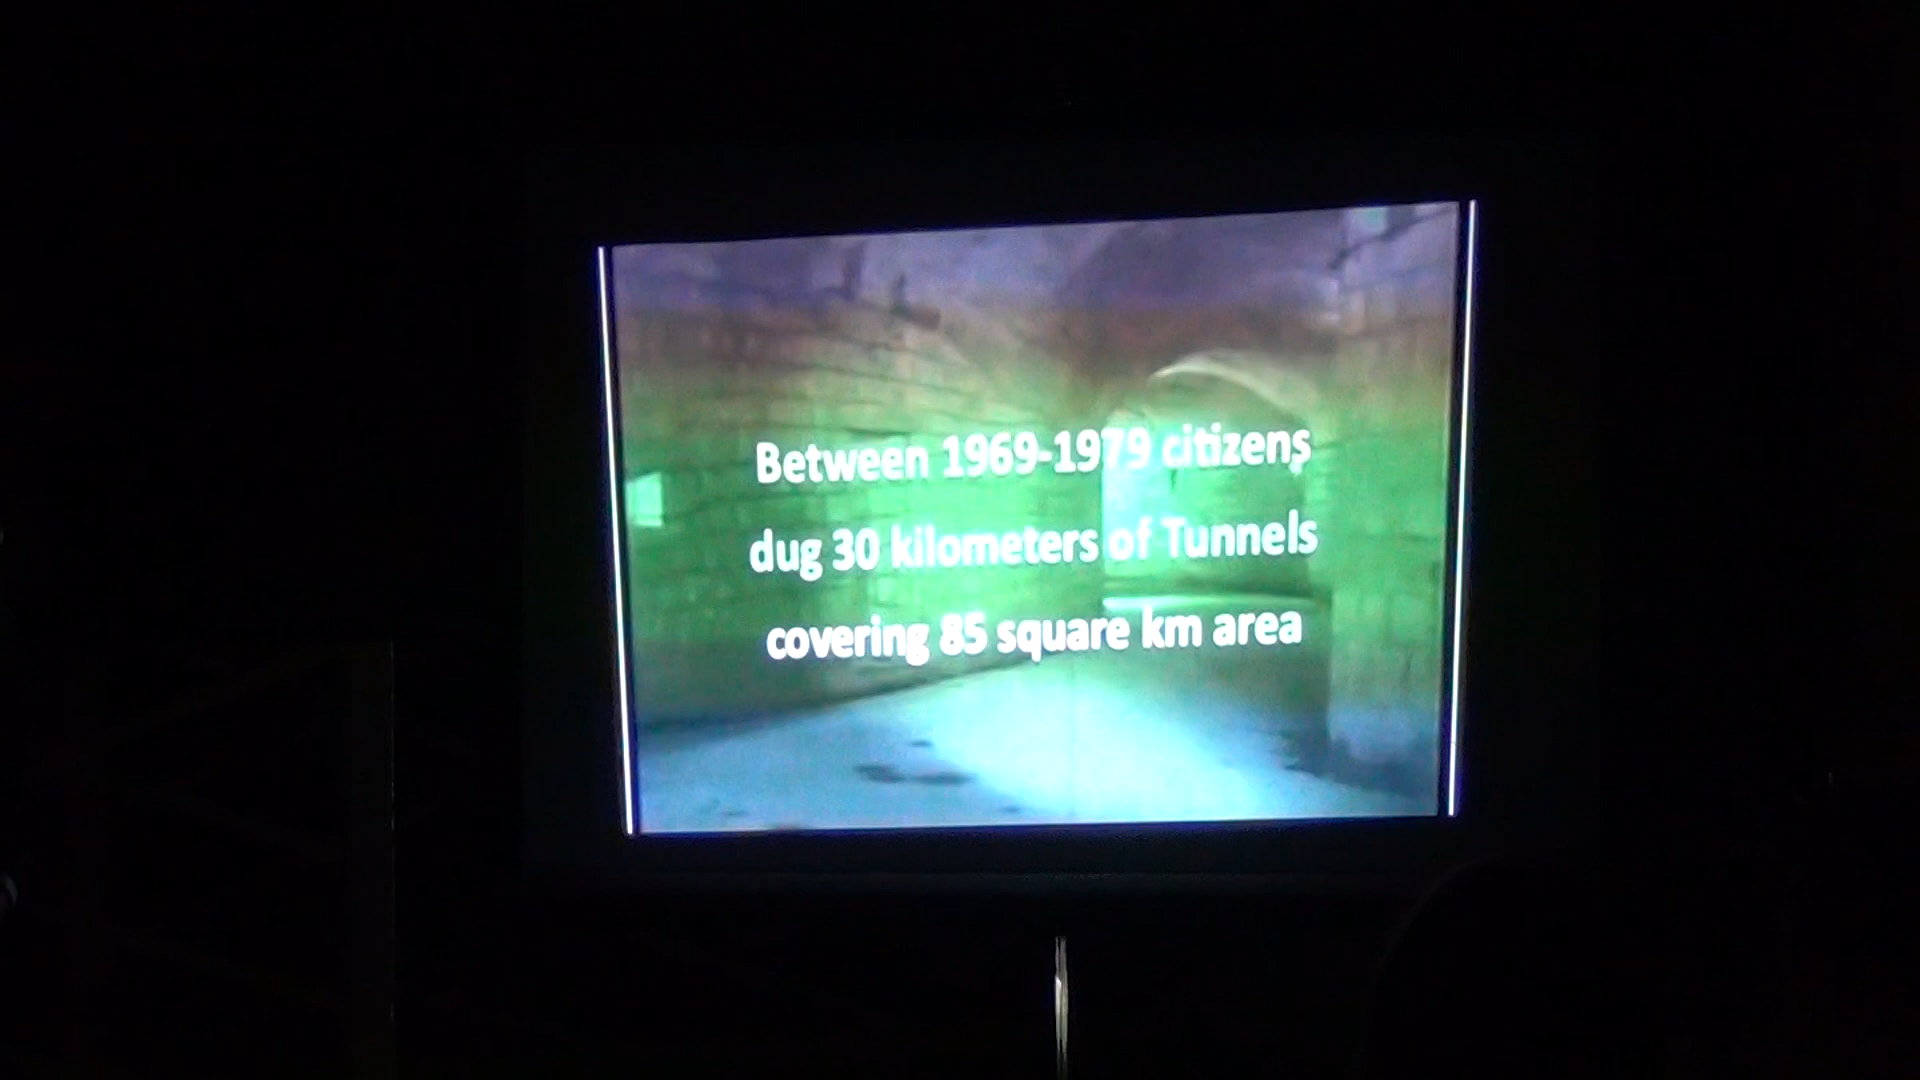 Between 1969-1979 citizens
dug 30 kilometers of Tunnels
covering 85 square km area